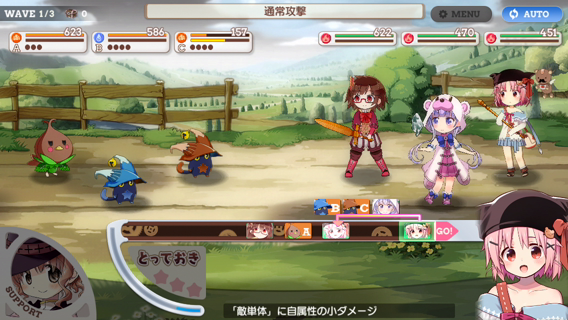 WAVE 1/3 0
通常攻撃
MENU
AUTO
623
A
586
B
157
C
622
470
451
B C
A
GO!
とっておき
SUPPORT
「敵単体」に自属性の小ダメージ